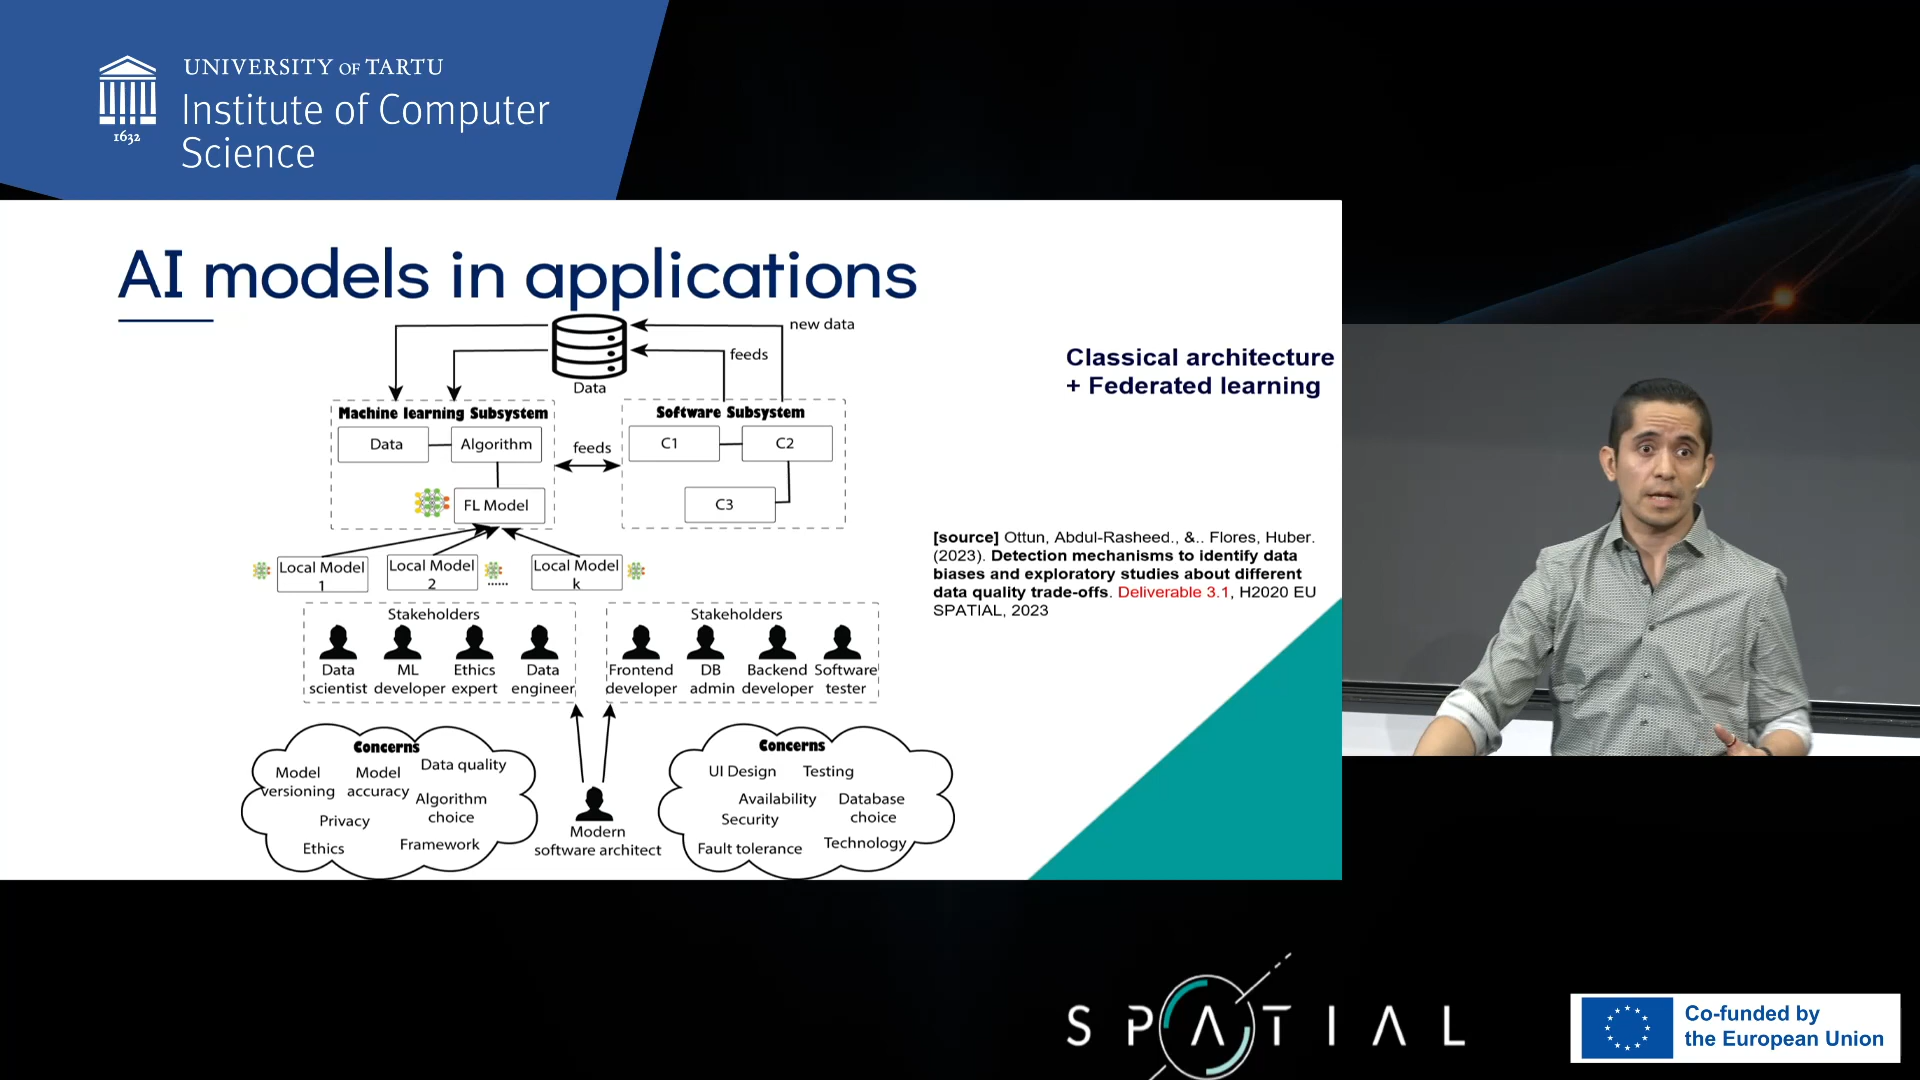 UNIVERSITY OF TARTU
Institute of Computer
Science
1632
AI models in applications
new data
feeds
Data
Classical architecture
+ Federated learning
Machine learning Subsystem
Data
Algorithm
FL Model
feeds
Software Subsystem
C1
C2
C3
Local Model
1
Local Model
2
......
Local Model
k
[source] Ottun, Abdul-Rasheed., &.. Flores, Huber.
(2023). Detection mechanisms to identify data
biases and exploratory studies about different
data quality trade-offs. Deliverable 3.1, H2020 EU
SPATIAL, 2023
Stakeholders
Data
scientist
ML
developer
Ethics
expert
Data
engineer
Stakeholders
Frontend
developer
DB
admin
Backend
developer
Software
tester
Concerns
Model
versioning
Model
accuracy
Data quality
Algorithm
choice
Privacy
Ethics
Framework
Modern
software architect
Concerns
UI Design
Testing
Availability
Database
choice
Security
Fault tolerance
Technology
SPATIAL
Co-funded by
the European Union